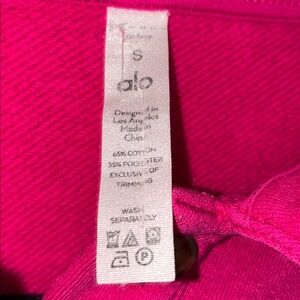 S
alo
Designed in
Los Angeles
Made in
China
65% COTTON
35% POLYESTER
EXCLUSIVE OF
TRIMMING
WASH
SEPARATELY
P